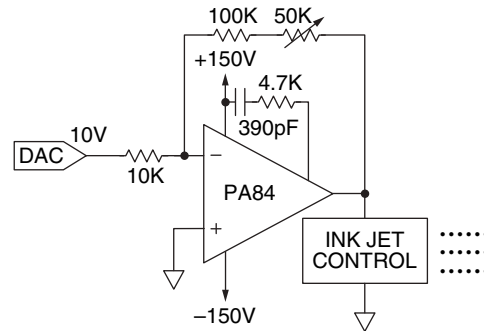 100K 50K
+150V
4.7K
390pF
10V
DAC
10K
−
PA84
+
INK JET
CONTROL
−150V